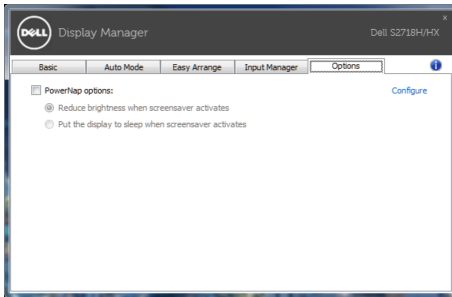 DELL Display Manager Dell S2718H/HX
Basic Auto Mode Easy Arrange Input Manager Options
PowerNap options: Configure
Reduce brightness when screensaver activates
Put the display to sleep when screensaver activates